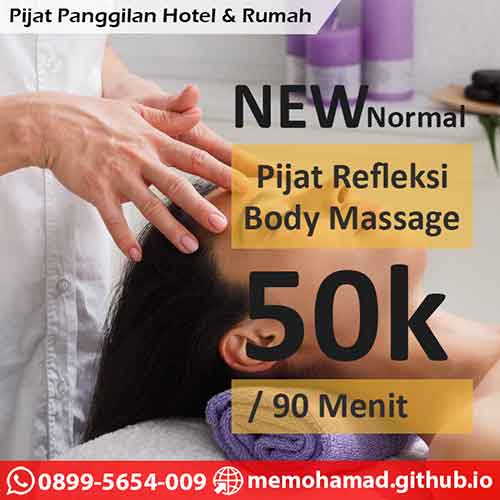 Pijat Panggilan Hotel & Rumah
NEW Normal
Pijat Refleksi
Body Massage
50k
/ 90 Menit
0899-5654-009 memohamad.github.io